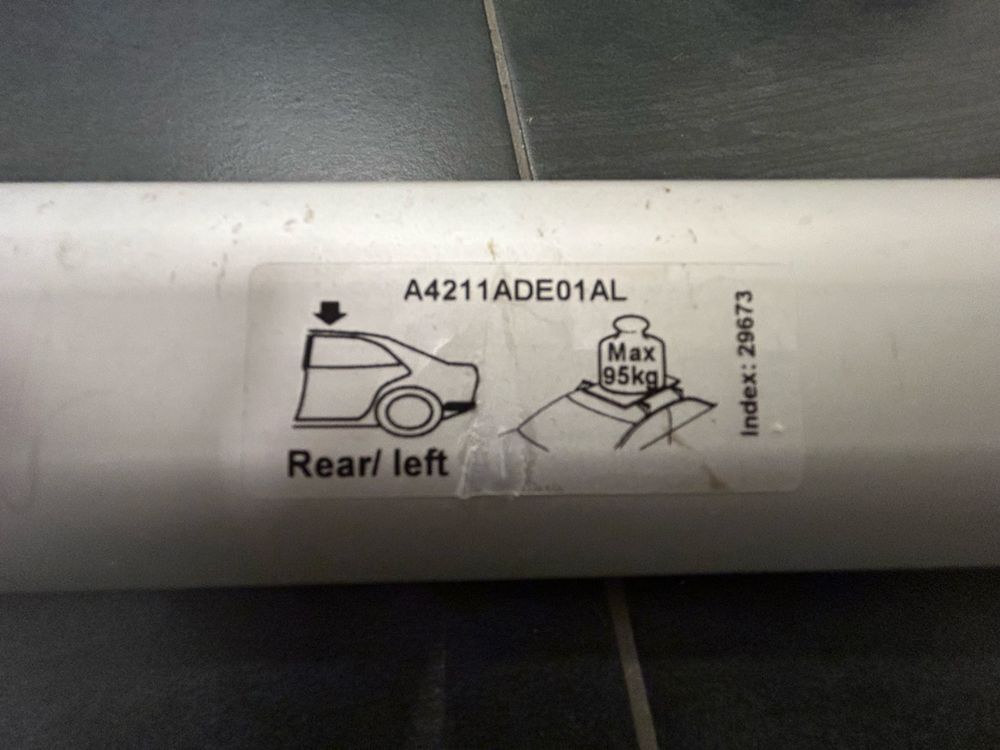 A4211ADE01AL
Max
95kg
Rear/ left
Index: 29673